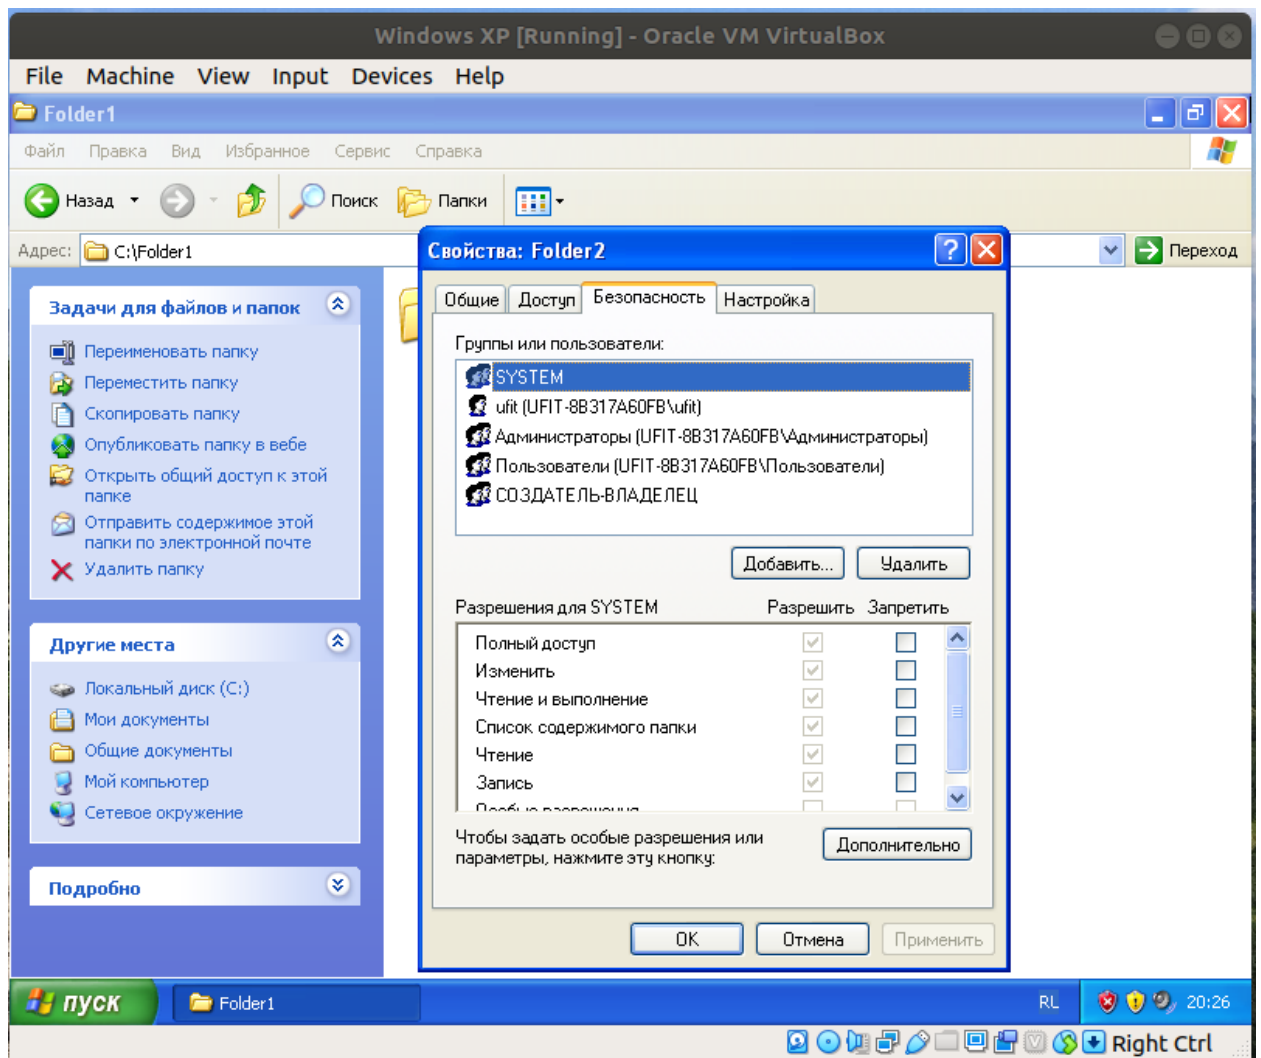 Windows XP [Running] - Oracle VM VirtualBox
File Machine View Input Devices Help
Folder1
Файл Правка Вид Избранное Сервис Справка
Назад Поиск Папки
Адрес: C:\Folder1 Переход
Задачи для файлов и папок
Переименовать папку
Переместить папку
Скопировать папку
Опубликовать папку в вебе
Открыть общий доступ к этой
папке
Отправить содержимое этой
папки по электронной почте
Удалить папку
Другие места
Локальный диск (C:)
Мои документы
Общие документы
Мой компьютер
Сетевое окружение
Подробно
Свойства: Folder2
Общие Доступ Безопасность Настройка
Группы или пользователи:
SYSTEM
ufit (UFIT-8B317A60FB\ufit)
Администраторы (UFIT-8B317A60FB\Администраторы)
Пользователи (UFIT-8B317A60FB\Пользователи)
СОЗДАТЕЛЬ-ВЛАДЕЛЕЦ
Добавить... Удалить
Разрешения для SYSTEM Разрешить Запретить
Полный доступ
Изменить
Чтение и выполнение
Список содержимого папки
Чтение
Запись
Особые разрешения
Чтобы задать особые разрешения или
параметры, нажмите эту кнопку:
Дополнительно
OK Отмена Применить
пуск Folder1 RL 20:26
Right Ctrl